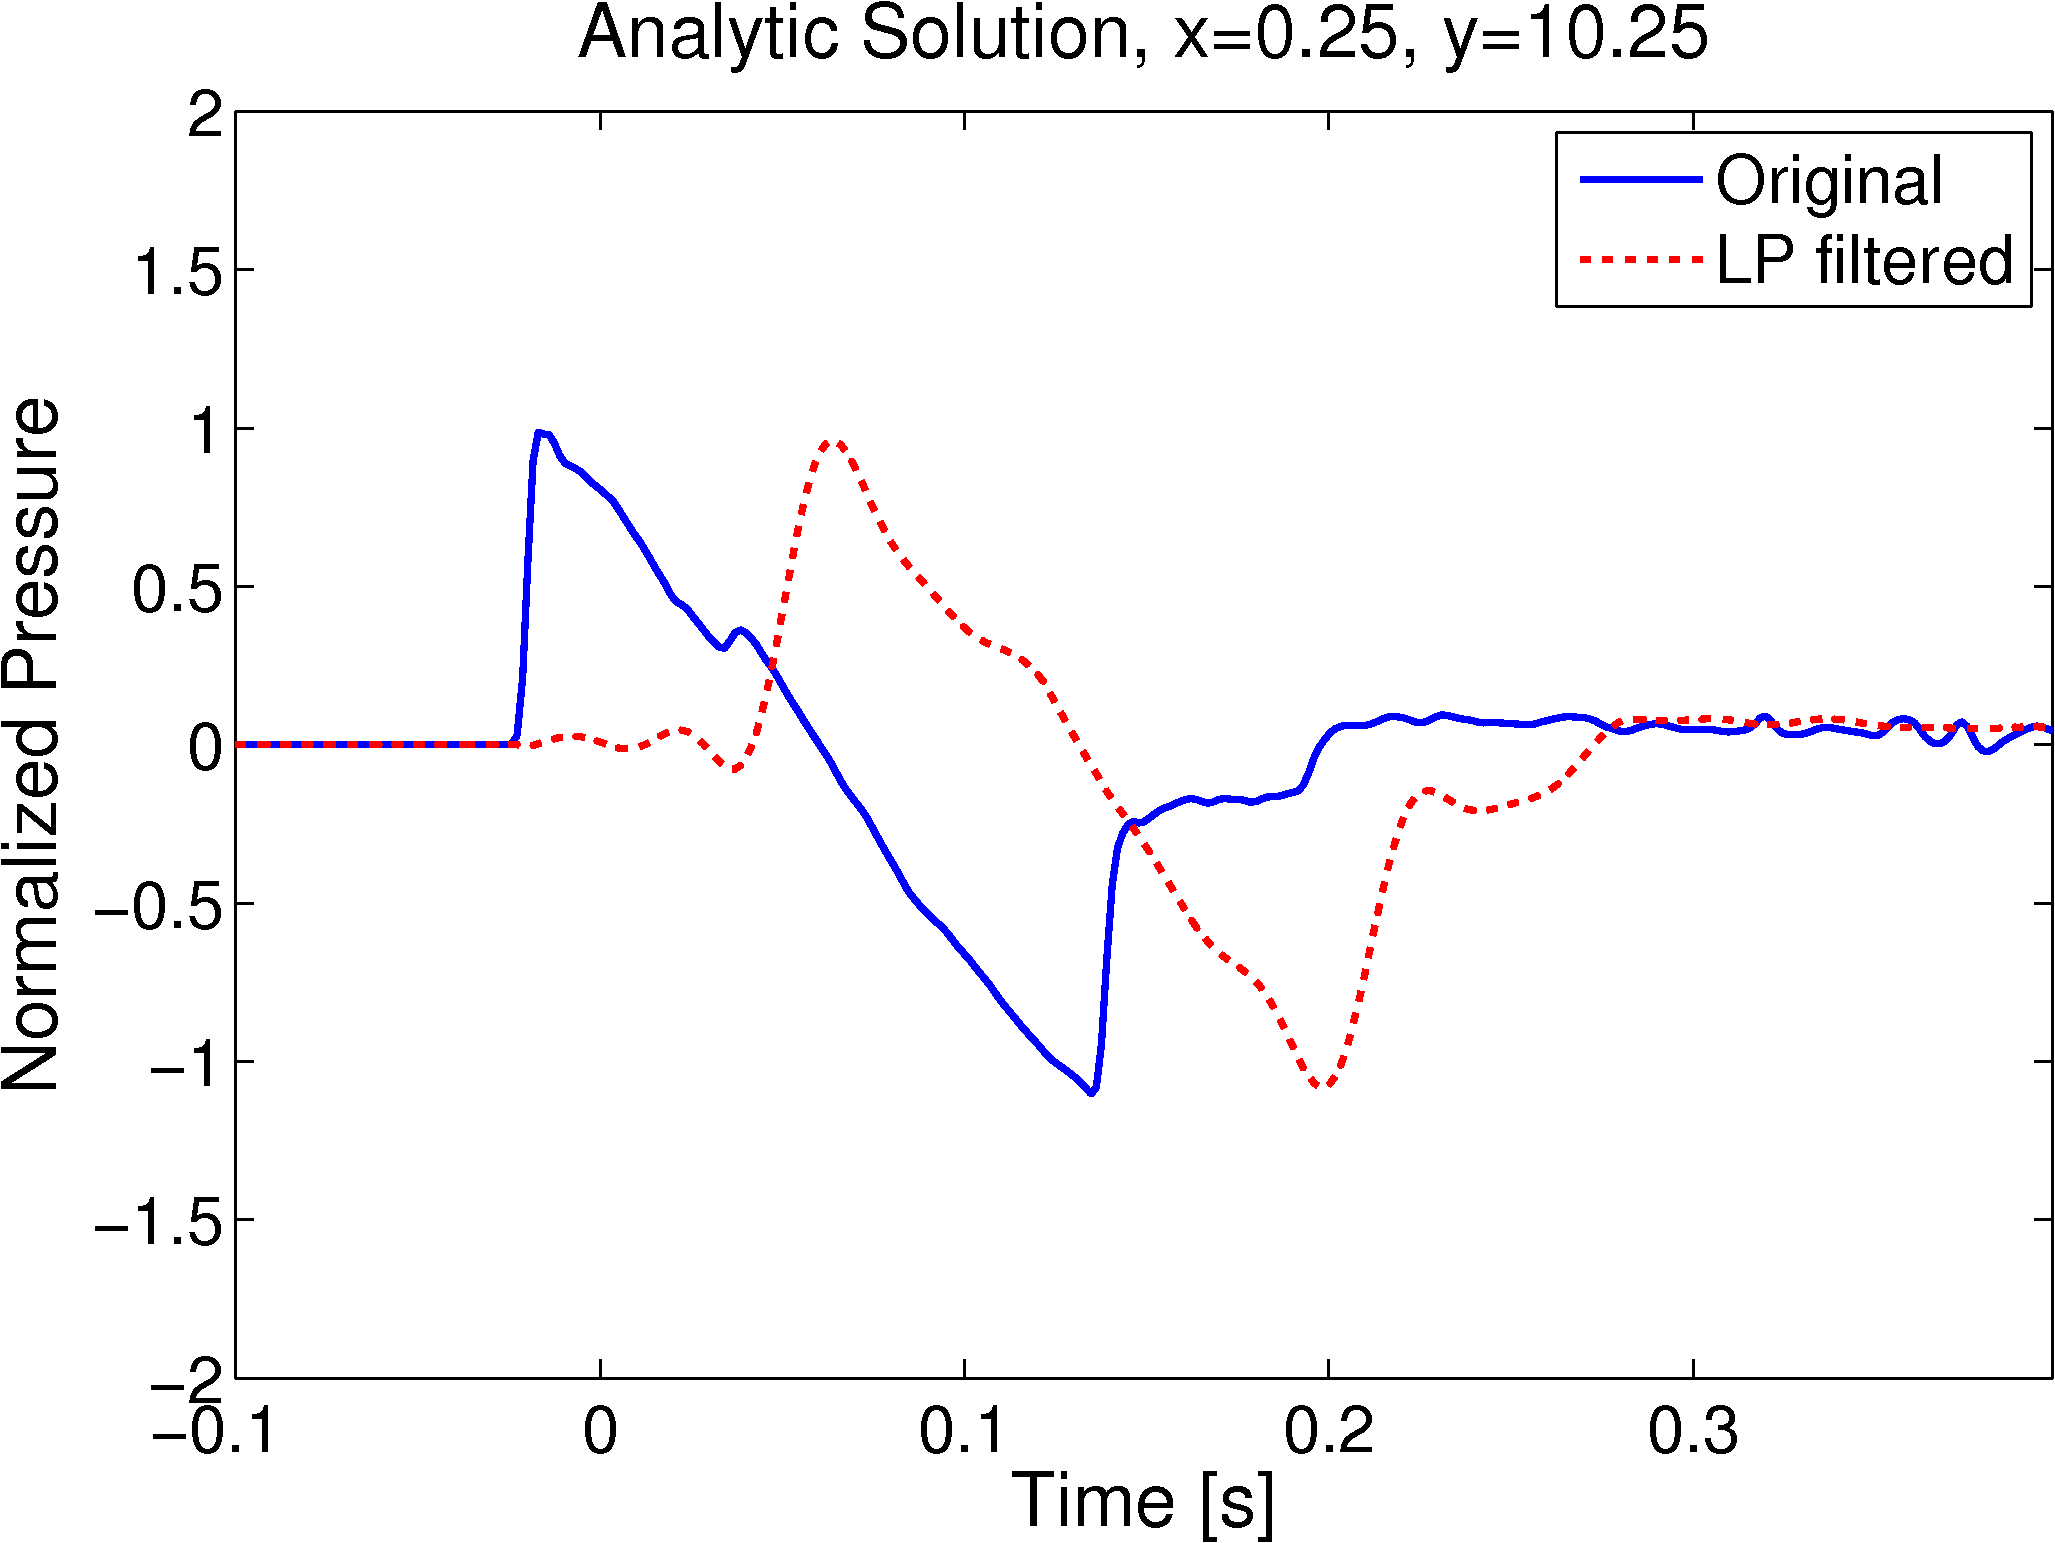 Analytic Solution, x=0.25, y=10.25
2
1.5
1
0.5
0
−0.5
−1
−1.5
−2
Normalized Pressure
Original
LP filtered
−0.1 0 0.1 0.2 0.3
Time [s]